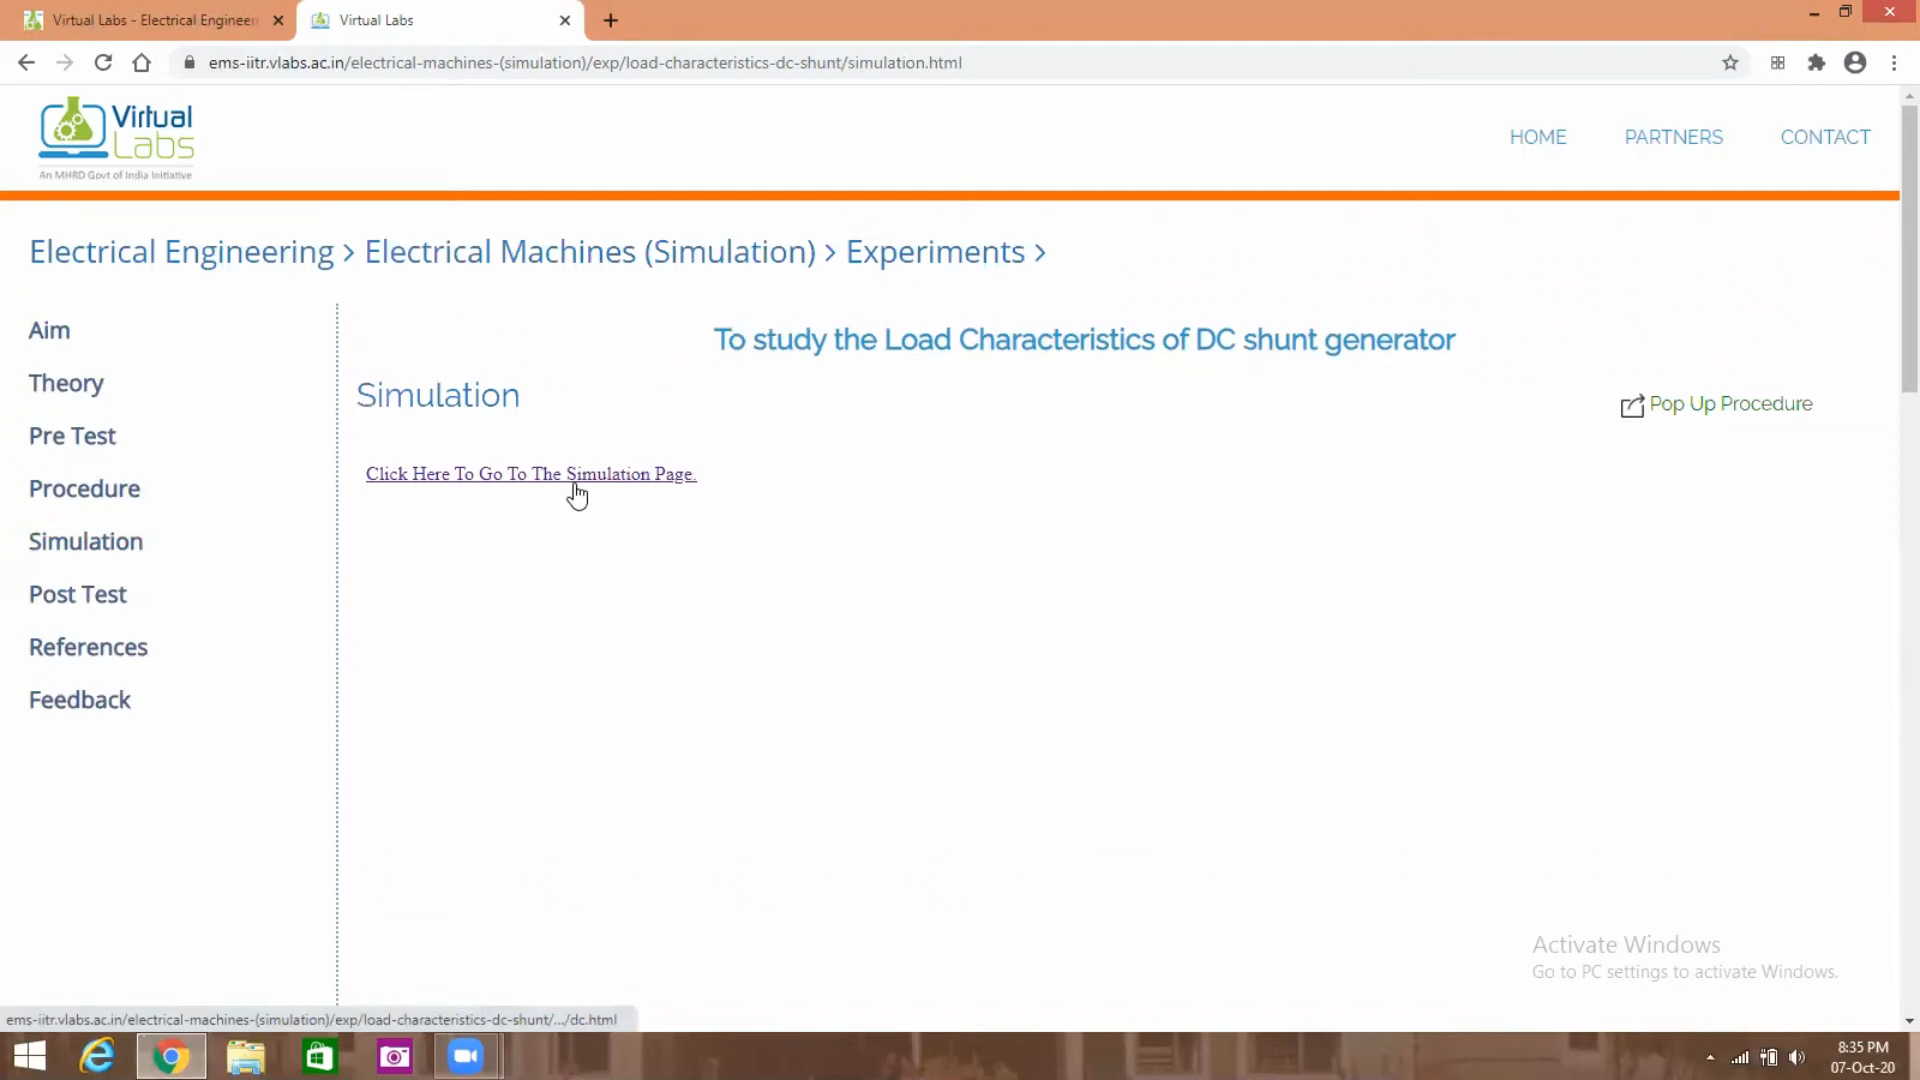 Virtual Labs - Electrical Engineer
Virtual Labs
ems-iitr.vlabs.ac.in/electrical-machines-(simulation)/exp/load-characteristics-dc-shunt/simulation.html
Virtual
Labs
An MHRD Govt of India Initiative
HOME
PARTNERS
CONTACT
Electrical Engineering > Electrical Machines (Simulation) > Experiments >
Aim
Theory
Pre Test
Procedure
Simulation
Post Test
References
Feedback
To study the Load Characteristics of DC shunt generator
Simulation
Pop Up Procedure
Click Here To Go To The Simulation Page.
Activate Windows
Go to PC settings to activate Windows.
ems-iitr.vlabs.ac.in/electrical-machines-(simulation)/exp/load-characteristics-dc-shunt/.../dc.html
8:35 PM
07-Oct-20